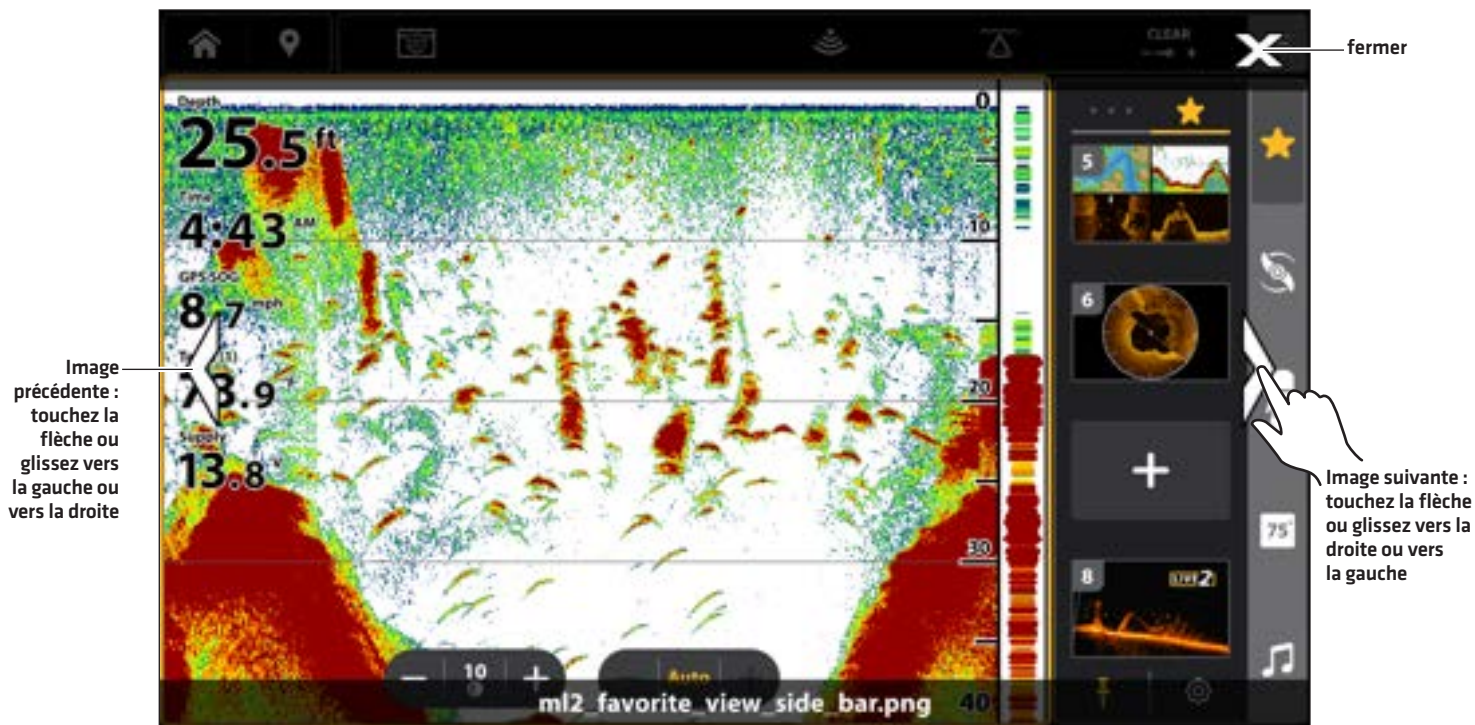 CLEAR
fermer
Depth
25.5 ft
0
5
Time
4:43 AM
10
GPS SOG
8.7 mph
6
Image
précédente :
touchez la
flèche ou
glissez vers
la gauche ou
vers la droite
20
Supply
13.8 v
Image suivante :
touchez la flèche
ou glissez vers la
droite ou vers
la gauche
75°
30
8
LIVE 2
10
Auto
ml2_favorite_view_side_bar.png
40